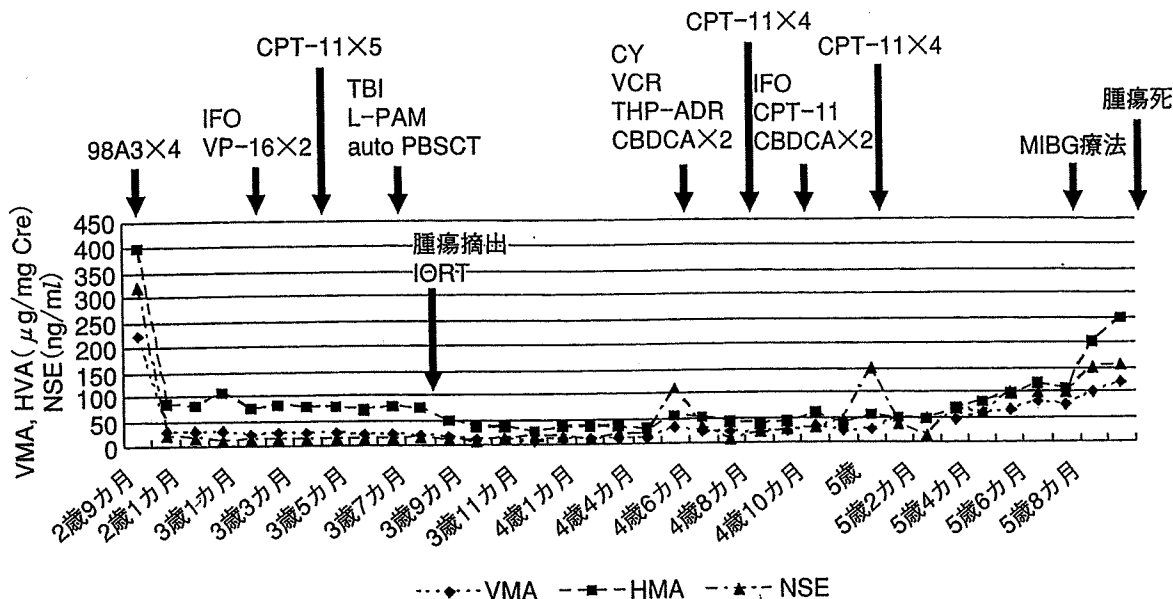 CPT-11×5
98A3×4
IFO
VP-16×2
TBI
L-PAM
auto PBSCT
腫瘍摘出
IORT
CY
VCR
THP-ADR
CBDCA×2
CPT-11×4
IFO
CPT-11
CBDCA×2
CPT-11×4
MIBG療法
腫瘍死
VMA, HVA(μg/mg Cre)
NSE(ng/ml)
450
400
350
300
250
200
150
100
50
0
2歳9カ月
2歳1カ月
3歳1カ月
3歳3カ月
3歳5カ月
3歳7カ月
3歳9カ月
3歳11カ月
4歳1カ月
4歳4カ月
4歳6カ月
4歳8カ月
4歳10カ月
5歳
5歳2カ月
5歳4カ月
5歳6カ月
5歳8カ月
VMA HMA NSE